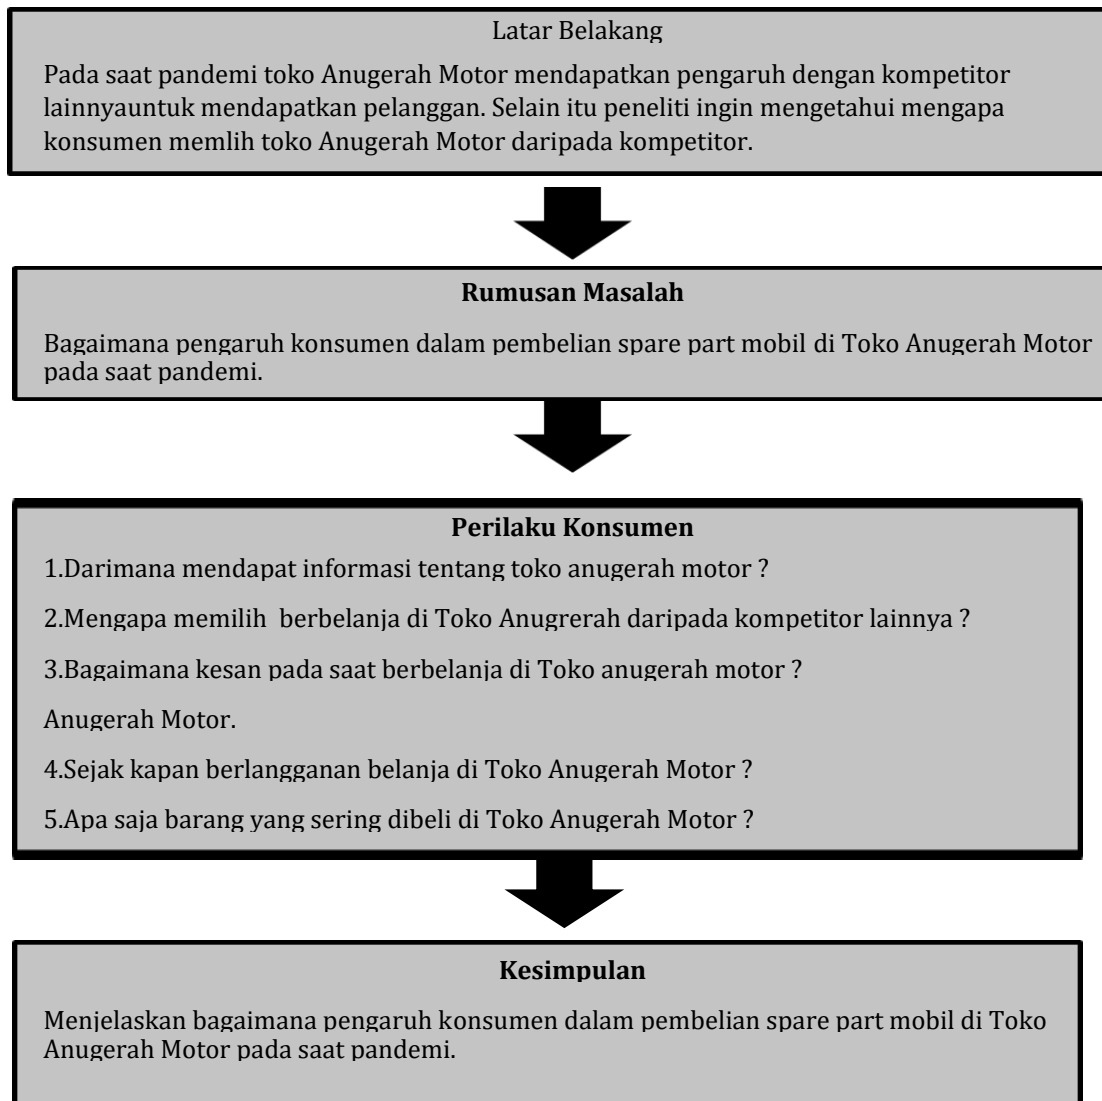 Latar Belakang
Pada saat pandemi toko Anugerah Motor mendapatkan pengaruh dengan kompetitor
lainnyauntuk mendapatkan pelanggan. Selain itu peneliti ingin mengetahui mengapa
konsumen memlih toko Anugerah Motor daripada kompetitor.
Rumusan Masalah
Bagaimana pengaruh konsumen dalam pembelian spare part mobil di Toko Anugerah Motor
pada saat pandemi.
Perilaku Konsumen
1.Darimana mendapat informasi tentang toko anugerah motor ?
2.Mengapa memilih  berbelanja di Toko Anugrerah daripada kompetitor lainnya ?
3.Bagaimana kesan pada saat berbelanja di Toko anugerah motor ?
Anugerah Motor.
4.Sejak kapan berlangganan belanja di Toko Anugerah Motor ?
5.Apa saja barang yang sering dibeli di Toko Anugerah Motor ?
Kesimpulan
Menjelaskan bagaimana pengaruh konsumen dalam pembelian spare part mobil di Toko
Anugerah Motor pada saat pandemi.